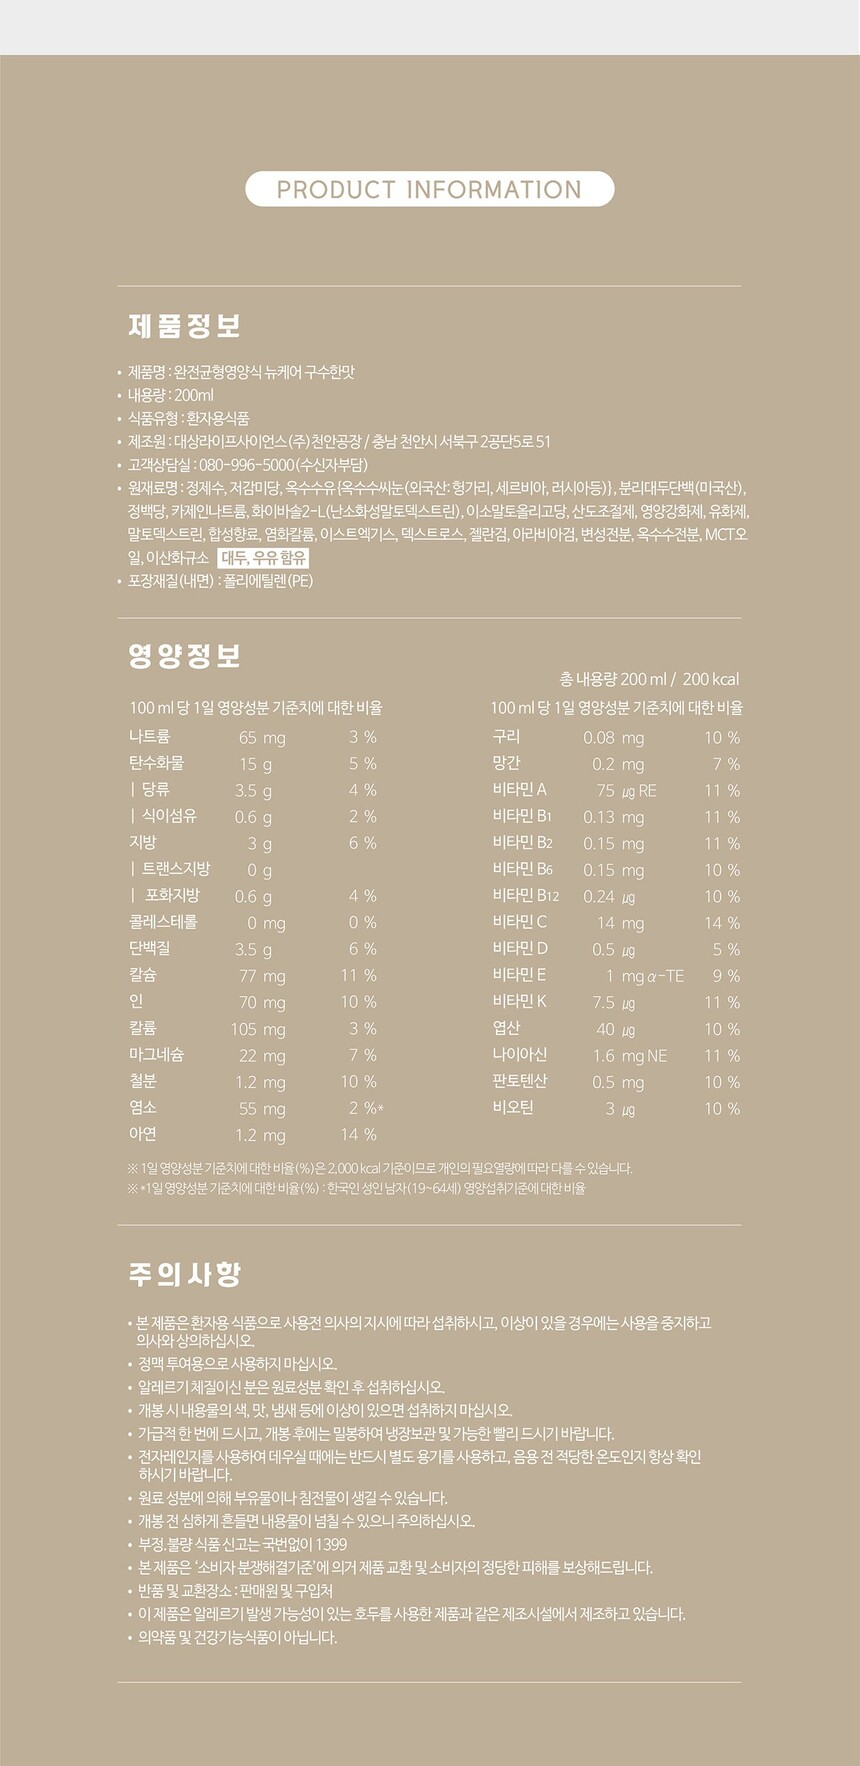 PRODUCT INFORMATION
제품정보
• 제품명 : 완전균형영양식 뉴케어 구수한맛
• 내용량 : 200ml
• 식품유형 : 환자용식품
• 제조원 : 대상라이프사이언스(주)천안공장 / 충남 천안시 서북구 2공단5로 51
• 고객상담실 : 080-996-5000(수신자부담)
• 원재료명 : 정제수, 저감미당, 옥수수유{옥수수씨눈(외국산: 헝가리, 세르비아, 러시아등)}, 분리대두단백(미국산),
정백당, 카제인나트륨, 화이바솔2-L(난소화성말토덱스트린), 이소말토올리고당, 산도조절제, 영양강화제, 유화제,
말토덱스트린, 합성향료, 염화칼륨, 이스트엑기스, 덱스트로스, 젤란검, 아라비아검, 변성전분, 옥수수전분, MCT오
일, 이산화규소 대두, 우유 함유
• 포장재질(내면) : 폴리에틸렌(PE)
영양정보
총 내용량 200 ml / 200 kcal
100 ml 당 1일 영양성분 기준치에 대한 비율
나트륨 65 mg 3 %
탄수화물 15 g 5 %
| 당류 3.5 g 4 %
| 식이섬유 0.6 g 2 %
지방 3 g 6 %
| 트랜스지방 0 g
| 포화지방 0.6 g 4 %
콜레스테롤 0 mg 0 %
단백질 3.5 g 6 %
칼슘 77 mg 11 %
인 70 mg 10 %
칼륨 105 mg 3 %
마그네슘 22 mg 7 %
철분 1.2 mg 10 %
염소 55 mg 2 %*
아연 1.2 mg 14 %
100 ml 당 1일 영양성분 기준치에 대한 비율
구리 0.08 mg 10 %
망간 0.2 mg 7 %
비타민 A 75 ㎍ RE 11 %
비타민 B1 0.13 mg 11 %
비타민 B2 0.15 mg 11 %
비타민 B6 0.15 mg 10 %
비타민 B12 0.24 ㎍ 10 %
비타민 C 14 mg 14 %
비타민 D 0.5 ㎍ 5 %
비타민 E 1 mg α-TE 9 %
비타민 K 7.5 ㎍ 11 %
엽산 40 ㎍ 10 %
나이아신 1.6 mg NE 11 %
판토텐산 0.5 mg 10 %
비오틴 3 ㎍ 10 %
※ 1일 영양성분 기준치에 대한 비율(%)은 2,000 kcal 기준이므로 개인의 필요열량에 따라 다를 수 있습니다.
※ *1일 영양성분 기준치에 대한 비율(%) : 한국인 성인 남자(19~64세) 영양섭취기준에 대한 비율
주의사항
• 본 제품은 환자용 식품으로 사용전 의사의 지시에 따라 섭취하시고, 이상이 있을 경우에는 사용을 중지하고
의사와 상의하십시오.
• 정맥 투여용으로 사용하지 마십시오.
• 알레르기 체질이신 분은 원료성분 확인 후 섭취하십시오.
• 개봉 시 내용물의 색, 맛, 냄새 등에 이상이 있으면 섭취하지 마십시오.
• 가급적 한 번에 드시고, 개봉 후에는 밀봉하여 냉장보관 및 가능한 빨리 드시기 바랍니다.
• 전자레인지를 사용하여 데우실 때에는 반드시 별도 용기를 사용하고, 음용 전 적당한 온도인지 항상 확인
하시기 바랍니다.
• 원료 성분에 의해 부유물이나 침전물이 생길 수 있습니다.
• 개봉 전 심하게 흔들면 내용물이 넘칠 수 있으니 주의하십시오.
• 부정.불량 식품 신고는 국번없이 1399
• 본 제품은 '소비자 분쟁해결기준'에 의거 제품 교환 및 소비자의 정당한 피해를 보상해드립니다.
• 반품 및 교환장소 : 판매원 및 구입처
• 이 제품은 알레르기 발생 가능성이 있는 호두를 사용한 제품과 같은 제조시설에서 제조하고 있습니다.
• 의약품 및 건강기능식품이 아닙니다.